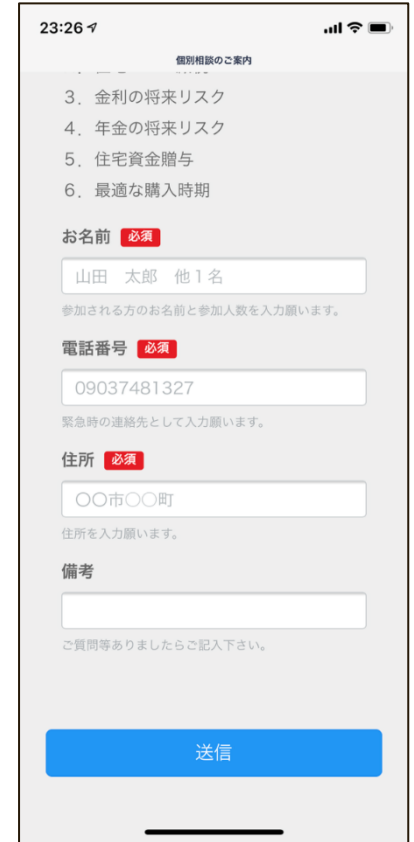 23:26
個別相談のご案内
3. 金利の将来リスク
4. 年金の将来リスク
5. 住宅資金贈与
6. 最適な購入時期
お名前 必須
山田 太郎 他1名
参加される方のお名前と参加人数を入力願います。
電話番号 必須
09037481327
緊急時の連絡先として入力願います。
住所 必須
〇〇市〇〇町
住所を入力願います。
備考
ご質問等ありましたらご記入下さい。
送信